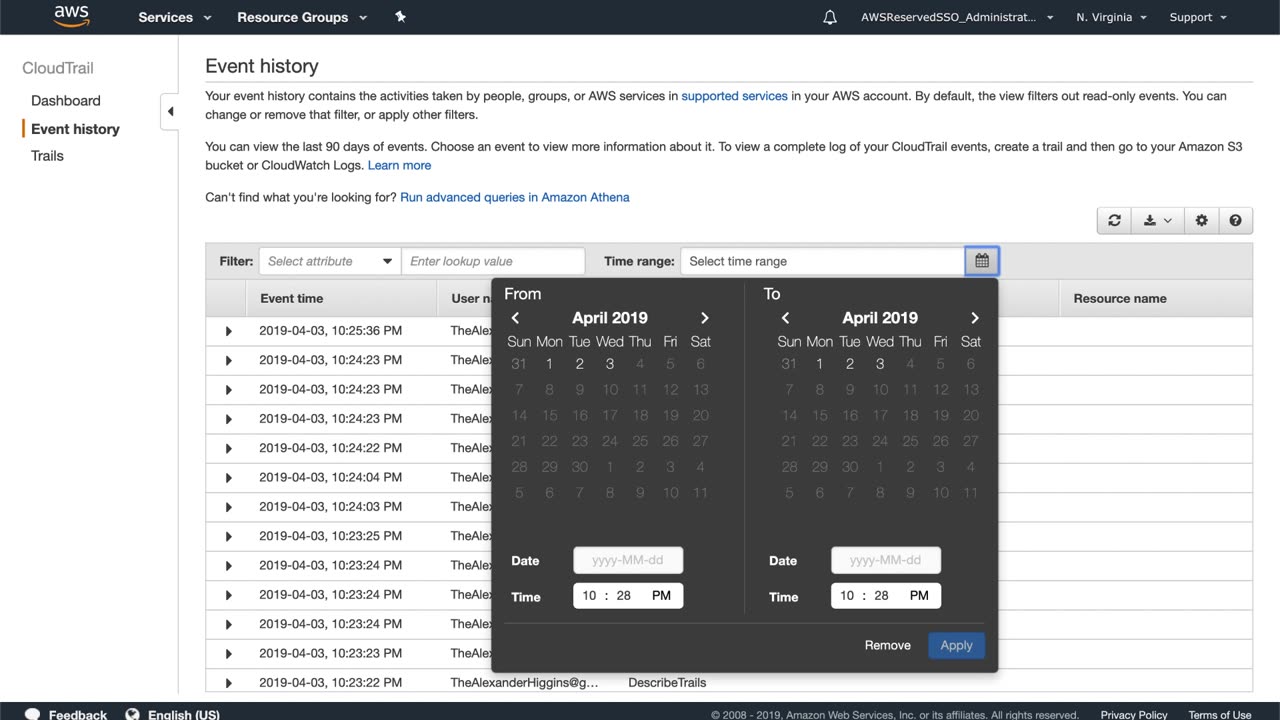 aws Services Resource Groups AWSReservedSSO_Administrat... N. Virginia Support
CloudTrail
Dashboard
Event history
Trails
Event history
Your event history contains the activities taken by people, groups, or AWS services in supported services in your AWS account. By default, the view filters out read-only events. You can
change or remove that filter, or apply other filters.
You can view the last 90 days of events. Choose an event to view more information about it. To view a complete log of your CloudTrail events, create a trail and then go to your Amazon S3
bucket or CloudWatch Logs. Learn more
Can't find what you're looking for? Run advanced queries in Amazon Athena
Filter: Select attribute Enter lookup value Time range: Select time range
Event time User n Resource name
2019-04-03, 10:25:36 PM TheAlex
2019-04-03, 10:24:23 PM TheAlex
2019-04-03, 10:24:23 PM TheAlex
2019-04-03, 10:24:23 PM TheAlex
2019-04-03, 10:24:22 PM TheAlex
2019-04-03, 10:24:04 PM TheAlex
2019-04-03, 10:24:03 PM TheAlex
2019-04-03, 10:23:25 PM TheAlex
2019-04-03, 10:23:24 PM TheAlex
2019-04-03, 10:23:24 PM TheAlex
2019-04-03, 10:23:24 PM TheAlex
2019-04-03, 10:23:23 PM TheAlex
2019-04-03, 10:23:22 PM TheAlexanderHiggins@g... DescribeTrails
From
April 2019
Sun Mon Tue Wed Thu Fri Sat
31 1 2 3 4 5 6
7 8 9 10 11 12 13
14 15 16 17 18 19 20
21 22 23 24 25 26 27
28 29 30 1 2 3 4
5 6 7 8 9 10 11
Date yyyy-MM-dd
Time 10 : 28 PM
To
April 2019
Sun Mon Tue Wed Thu Fri Sat
31 1 2 3 4 5 6
7 8 9 10 11 12 13
14 15 16 17 18 19 20
21 22 23 24 25 26 27
28 29 30 1 2 3 4
5 6 7 8 9 10 11
Date yyyy-MM-dd
Time 10 : 28 PM
Remove Apply
Feedback English (US) © 2008 - 2019, Amazon Web Services, Inc. or its affiliates. All rights reserved. Privacy Policy Terms of Use